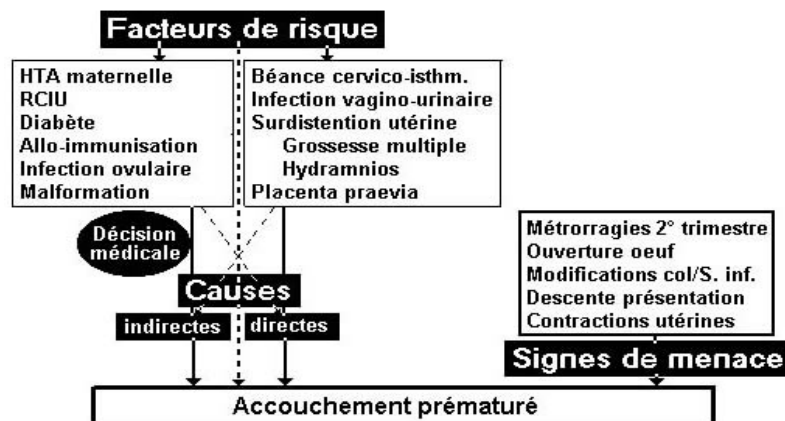 Facteurs de risque
HTA maternelle
RCIU
Diabète
Allo-immunisation
Infection ovulaire
Malformation
Béance cervico-isthm.
Infection vagino-urinaire
Surdistention utérine
Grossesse multiple
Hydramnios
Placenta praevia
Décision
médicale
Causes
indirectes
directes
Métrorragies 2° trimestre
Ouverture oeuf
Modifications col/S. inf.
Descente présentation
Contractions utérines
Signes de menace
Accouchement prématuré